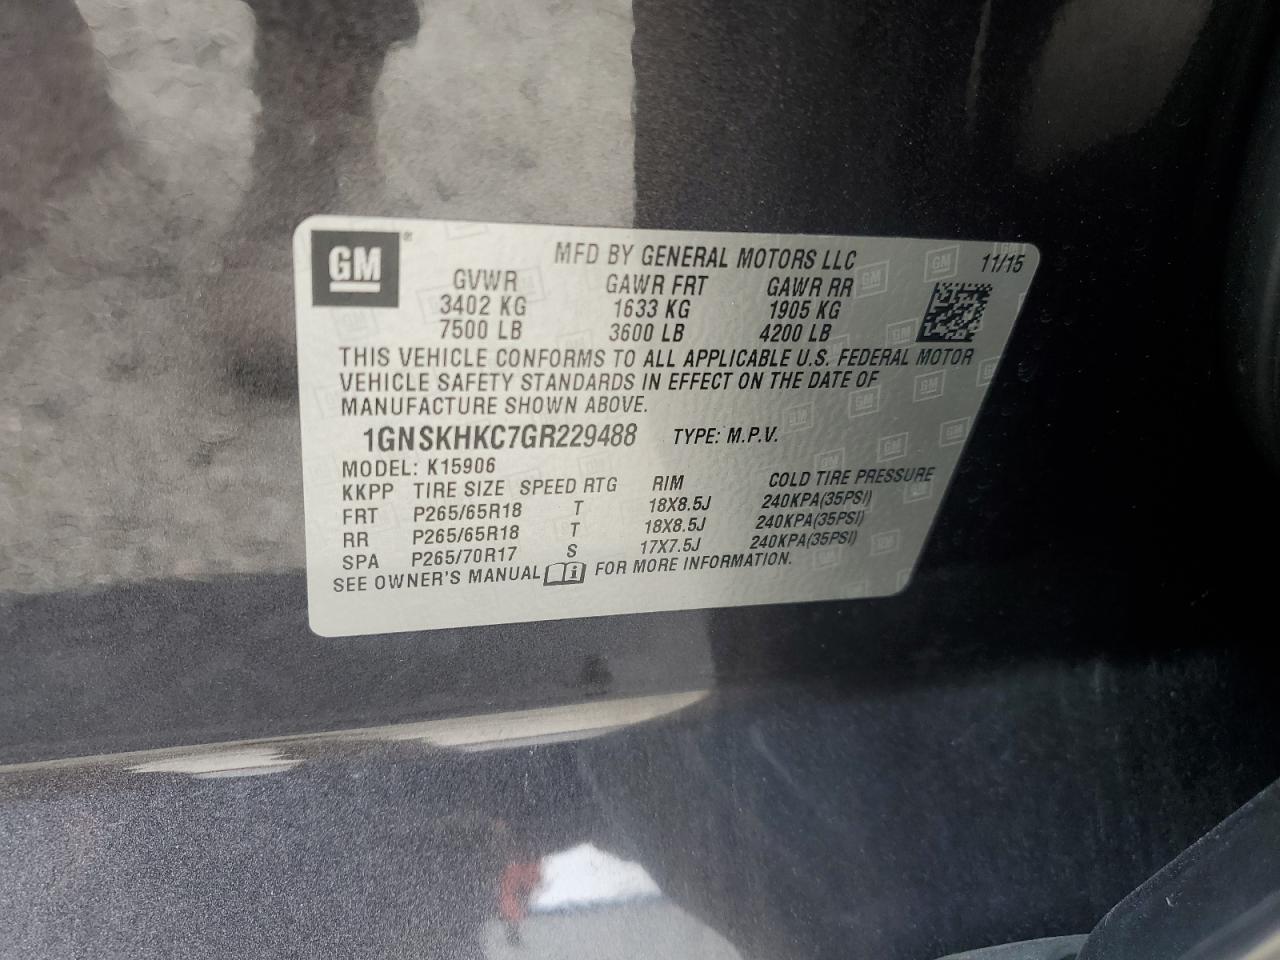 GM®
MFD BY GENERAL MOTORS LLC 11/15
GVWR GAWR FRT GAWR RR
3402 KG 1633 KG 1905 KG
7500 LB 3600 LB 4200 LB
THIS VEHICLE CONFORMS TO ALL APPLICABLE U.S. FEDERAL MOTOR
VEHICLE SAFETY STANDARDS IN EFFECT ON THE DATE OF
MANUFACTURE SHOWN ABOVE.
1GNSKHKC7GR229488 TYPE: M.P.V.
MODEL: K15906
KKPP TIRE SIZE SPEED RTG RIM COLD TIRE PRESSURE
FRT P265/65R18 T 18X8.5J 240KPA(35PSI)
RR P265/65R18 T 18X8.5J 240KPA(35PSI)
SPA P265/70R17 S 17X7.5J 240KPA(35PSI)
SEE OWNER'S MANUAL i FOR MORE INFORMATION.